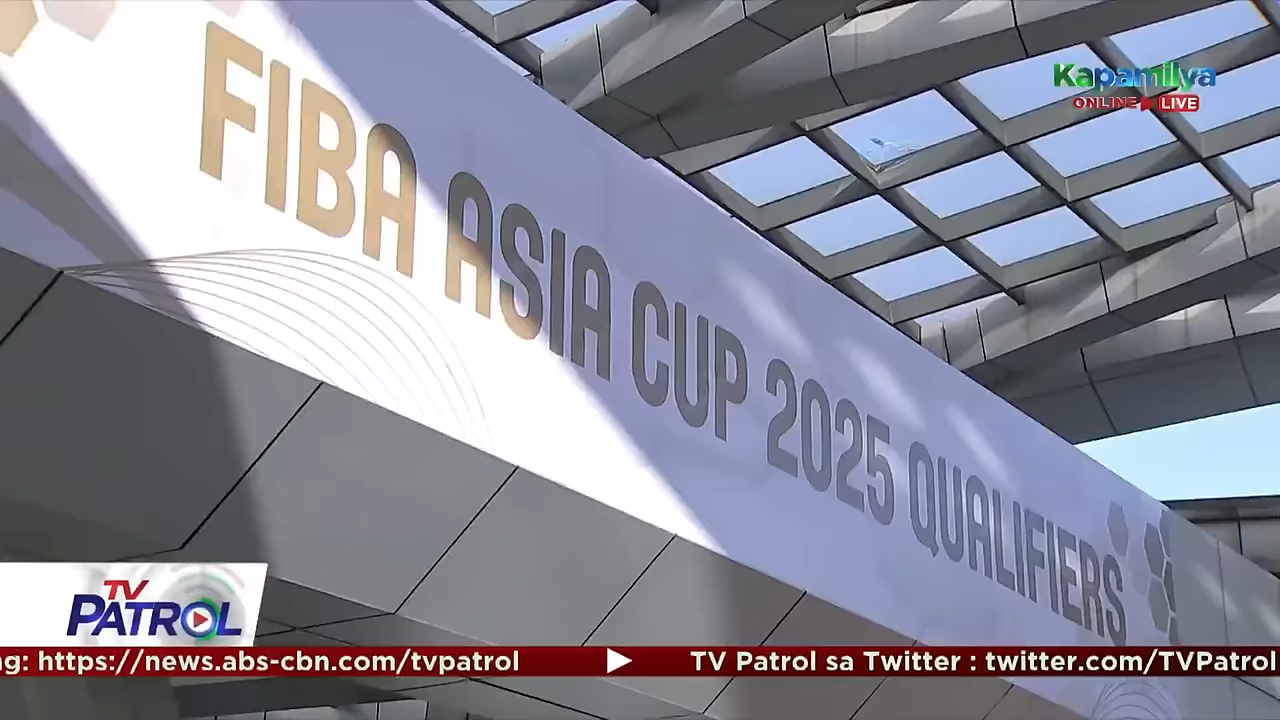 FIBA ASIA CUP 2025 QUALIFIERS
Kapamilya
ONLINE LIVE
TV
PATROL
ng: https://news.abs-cbn.com/tvpatrol
TV Patrol sa Twitter : twitter.com/TVPatrol